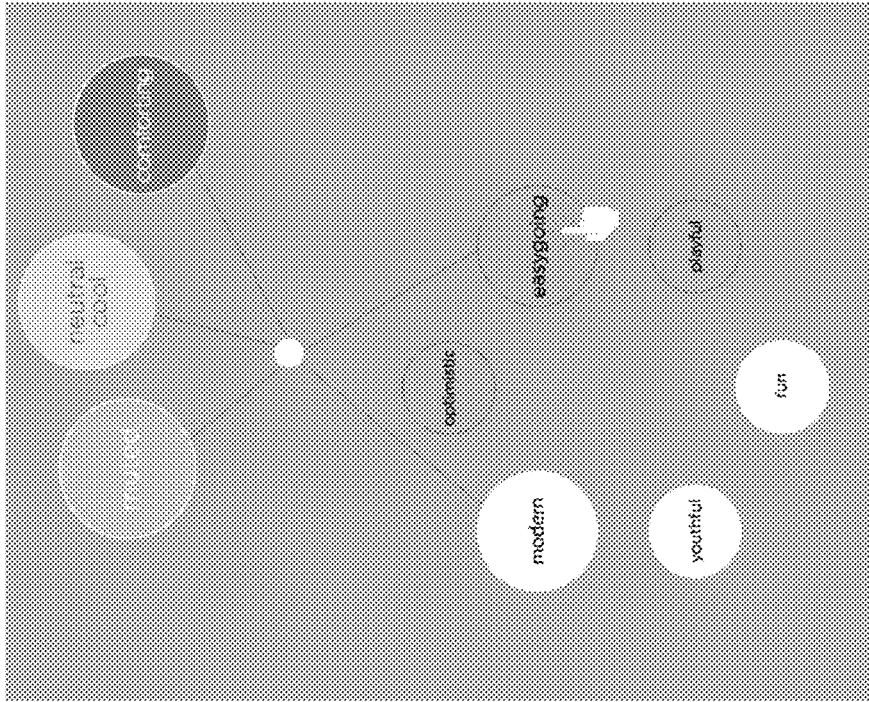 neutral
cool
optimistic
modern
easygoing
youthful
playful
fun